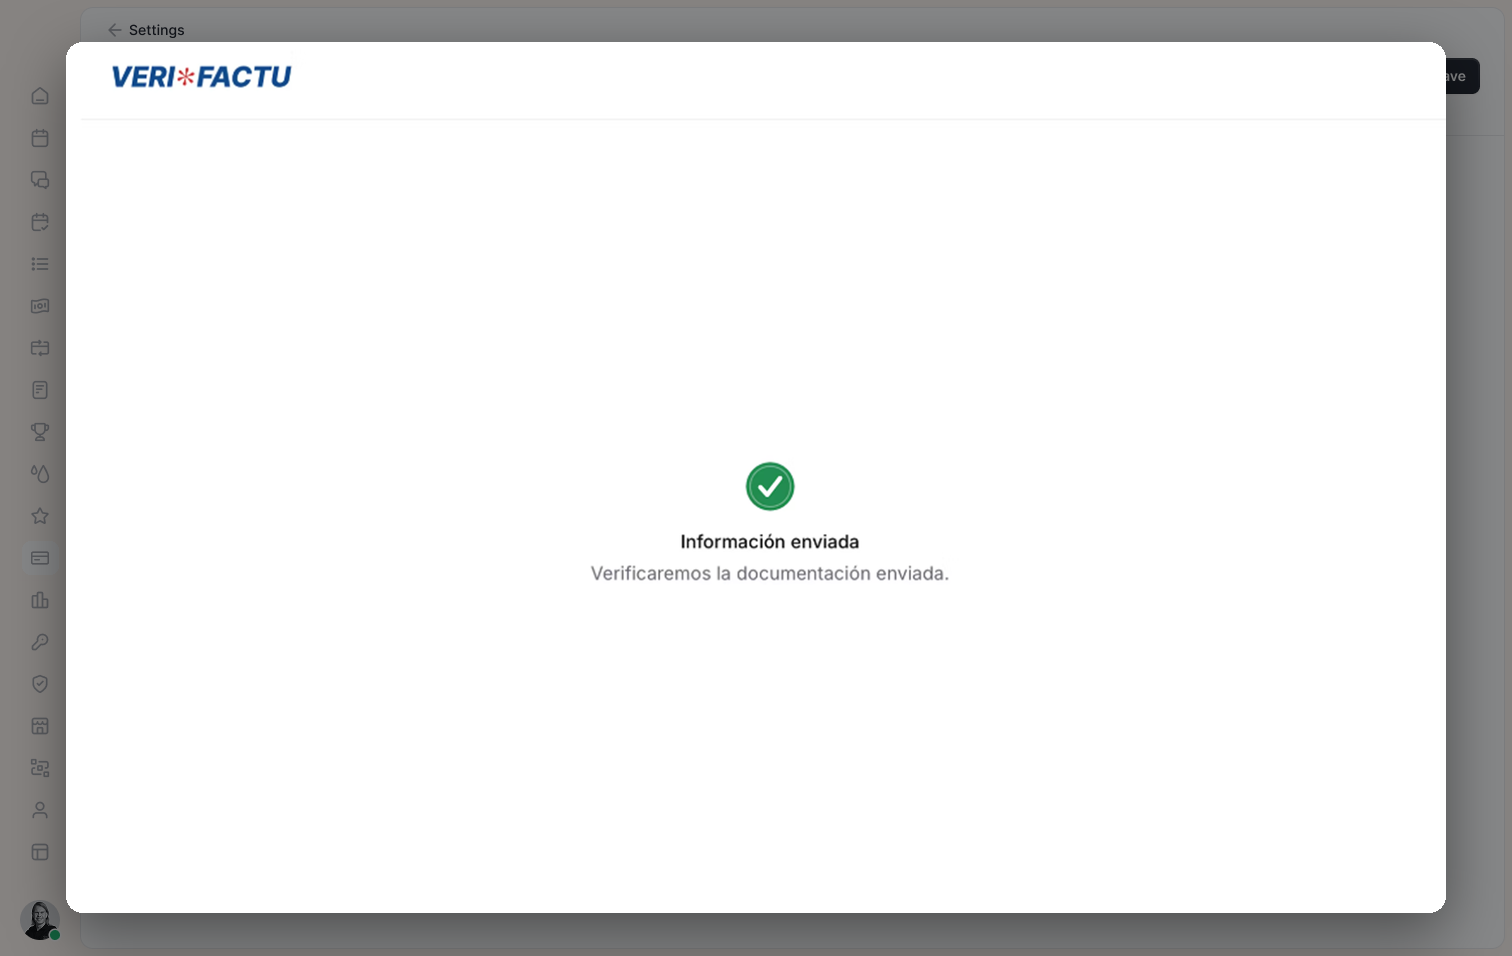 Settings
VERI*FACTU
Información enviada
Verificaremos la documentación enviada.